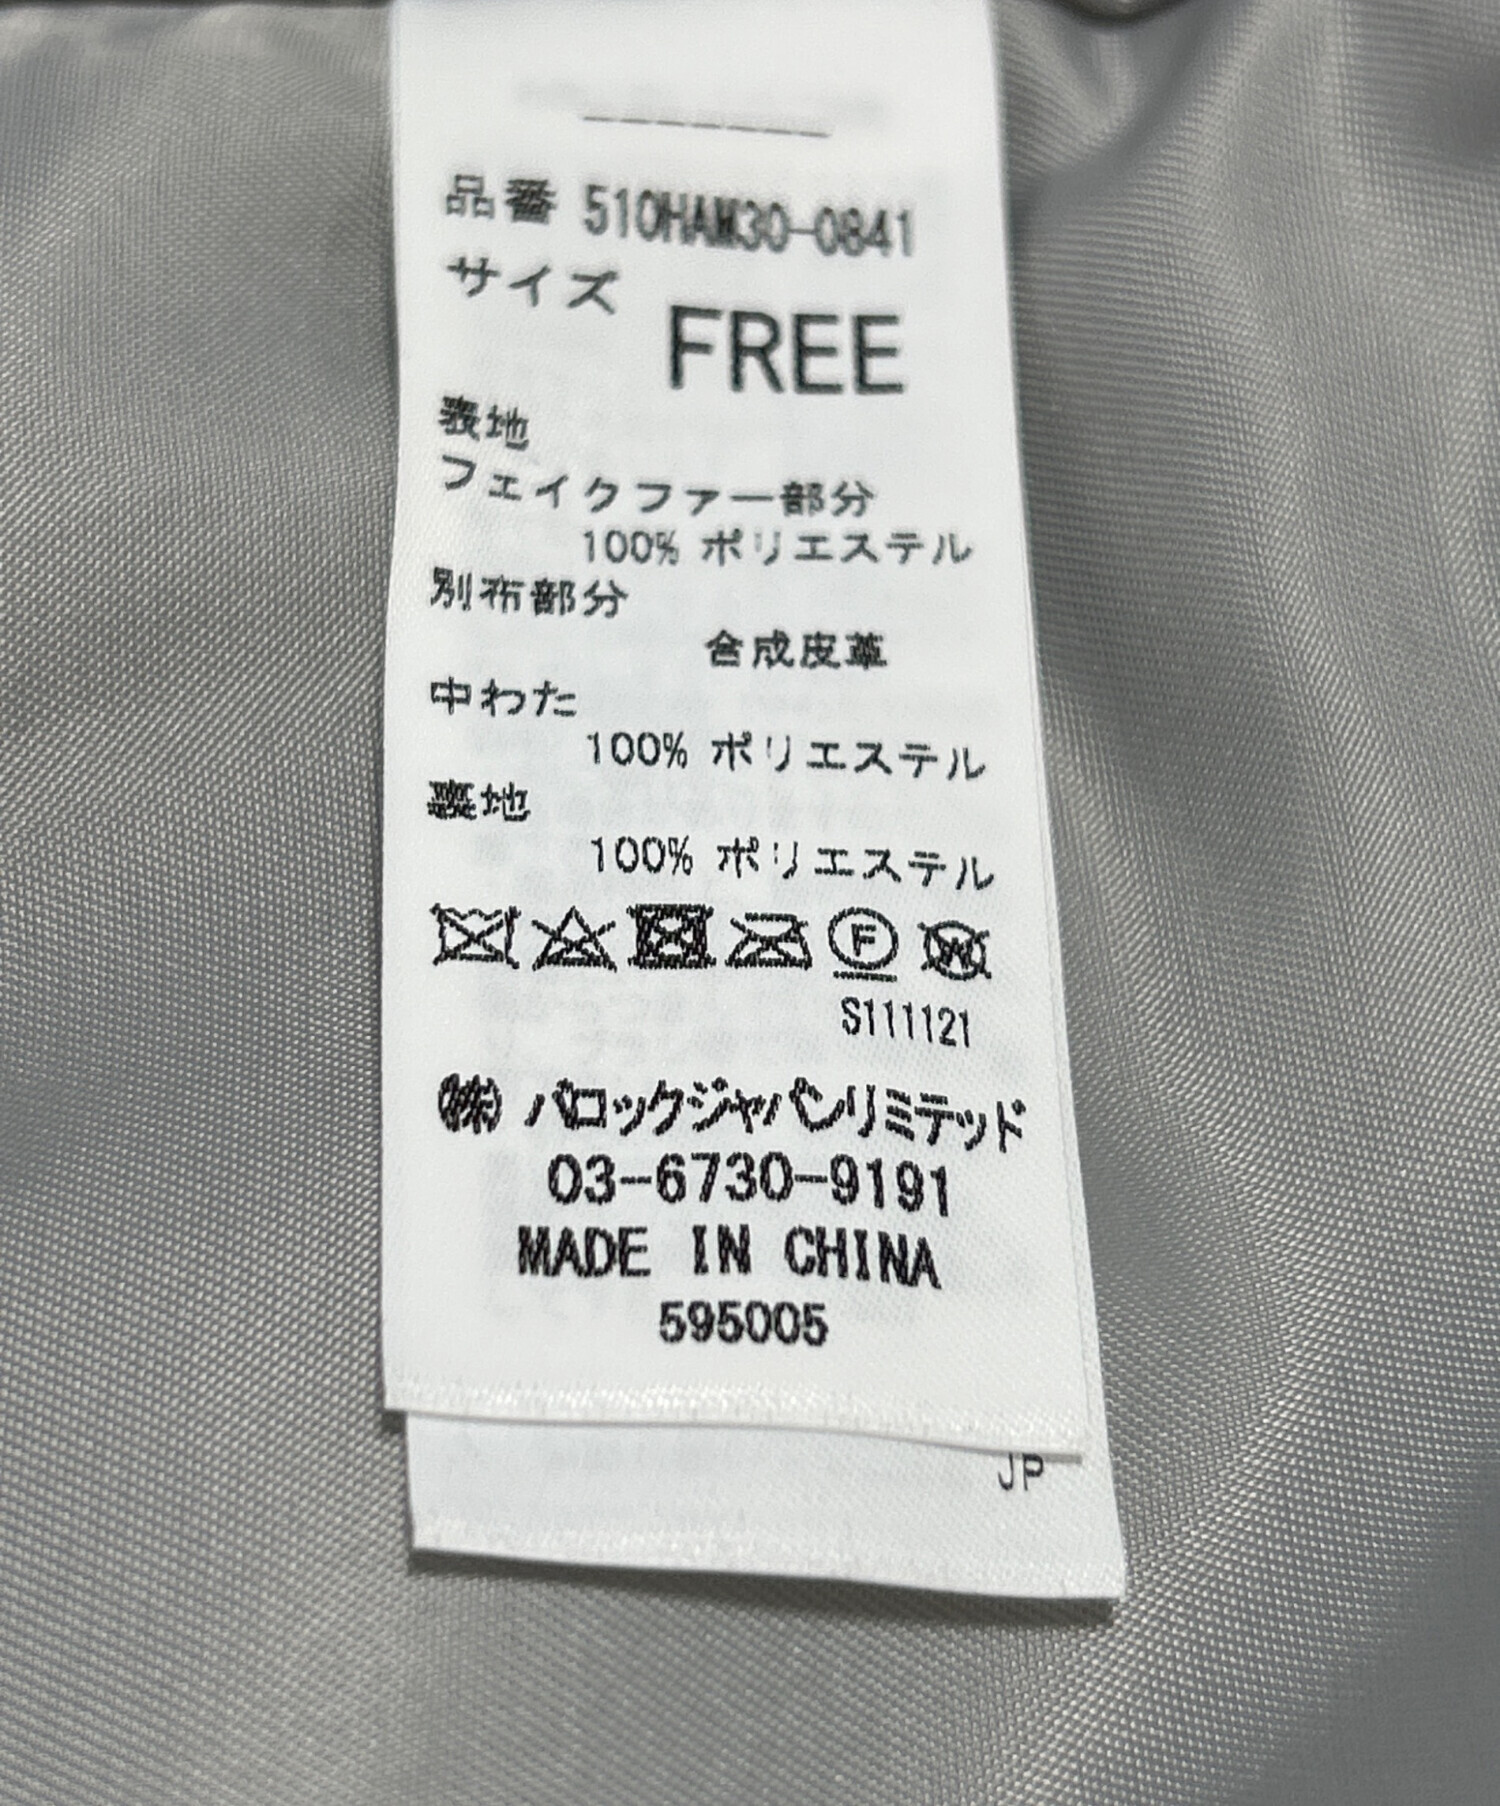 品番 510HAM30-0841
サイズ
FREE
表地
フェイクファー部分
100% ポリエステル
別布部分
合成皮革
中わた
100% ポリエステル
裏地
100% ポリエステル
F W
S111121
㈱ バロックジャパンリミテッド
03-6730-9191
MADE IN CHINA
595005
JP